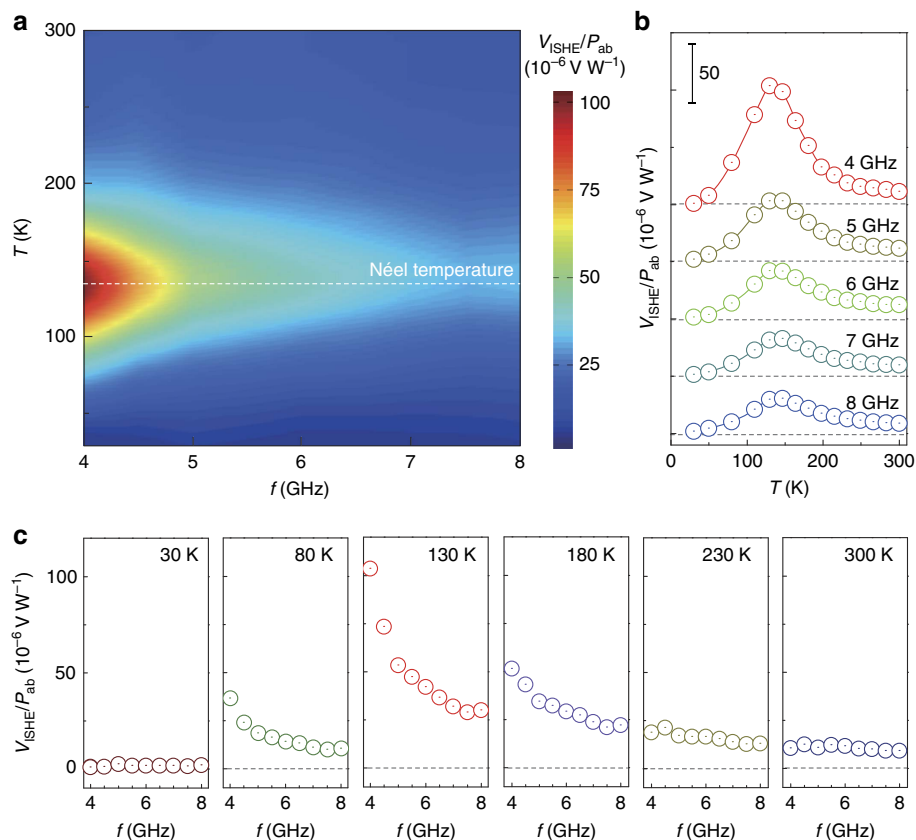 a
300
200
100
T (K)
4
5
6
7
8
f (GHz)
Néel temperature
V_ISHE/P_ab
(10⁻⁶ V W⁻¹)
100
75
50
25
b
50
4 GHz
5 GHz
6 GHz
7 GHz
8 GHz
V_ISHE/P_ab (10⁻⁶ V W⁻¹)
0 100 200 300
T (K)
c
V_ISHE/P_ab (10⁻⁶ V W⁻¹)
100
50
0
30 K
80 K
130 K
180 K
230 K
300 K
4 6 8
4 6 8
4 6 8
4 6 8
4 6 8
4 6 8
f (GHz)
f (GHz)
f (GHz)
f (GHz)
f (GHz)
f (GHz)